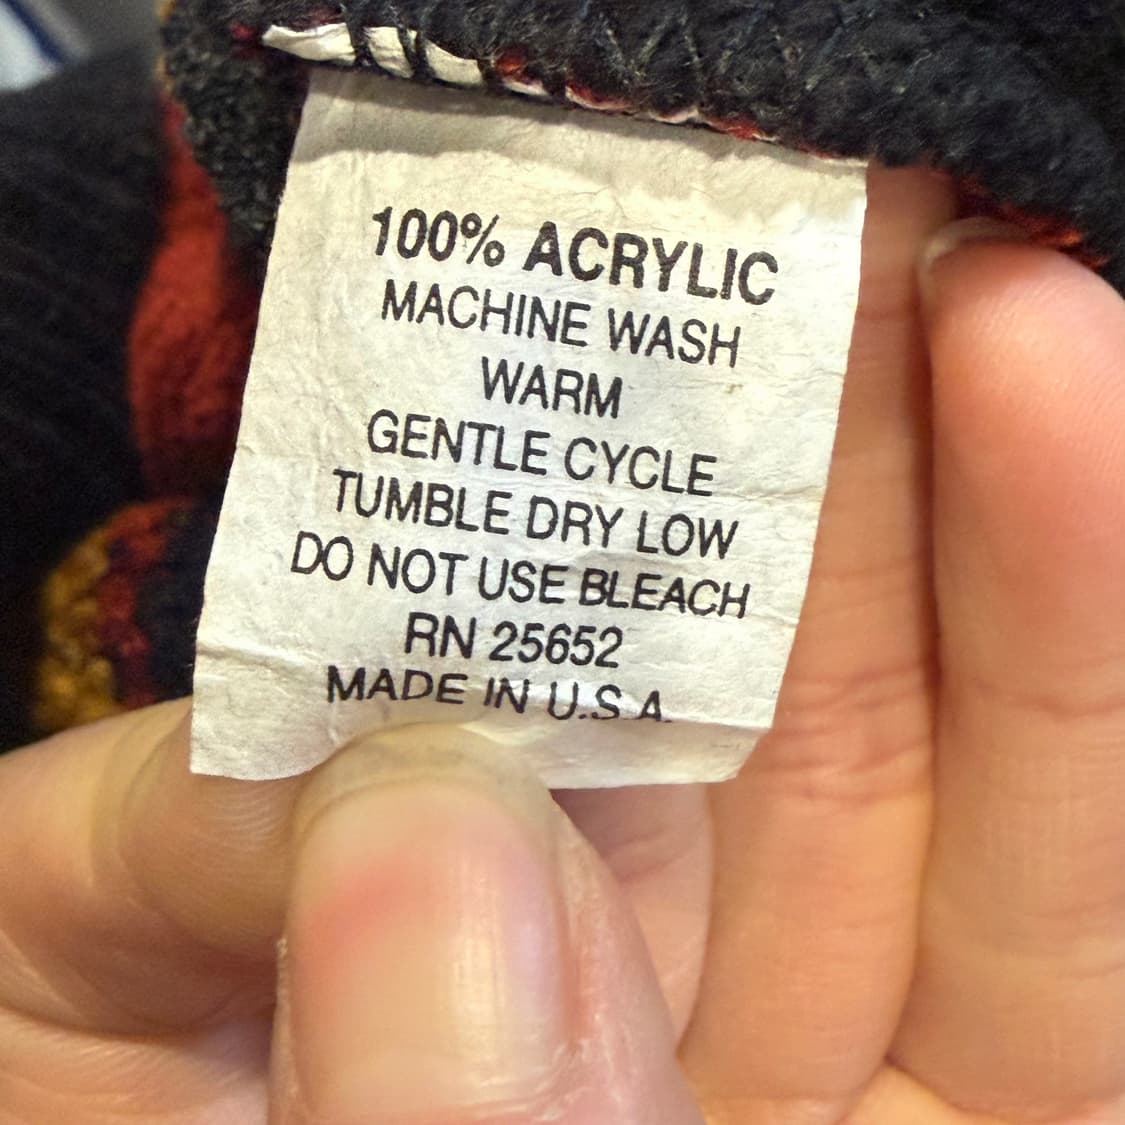 100% ACRYLIC
MACHINE WASH
WARM
GENTLE CYCLE
TUMBLE DRY LOW
DO NOT USE BLEACH
RN 25652
MADE IN U.S.A.